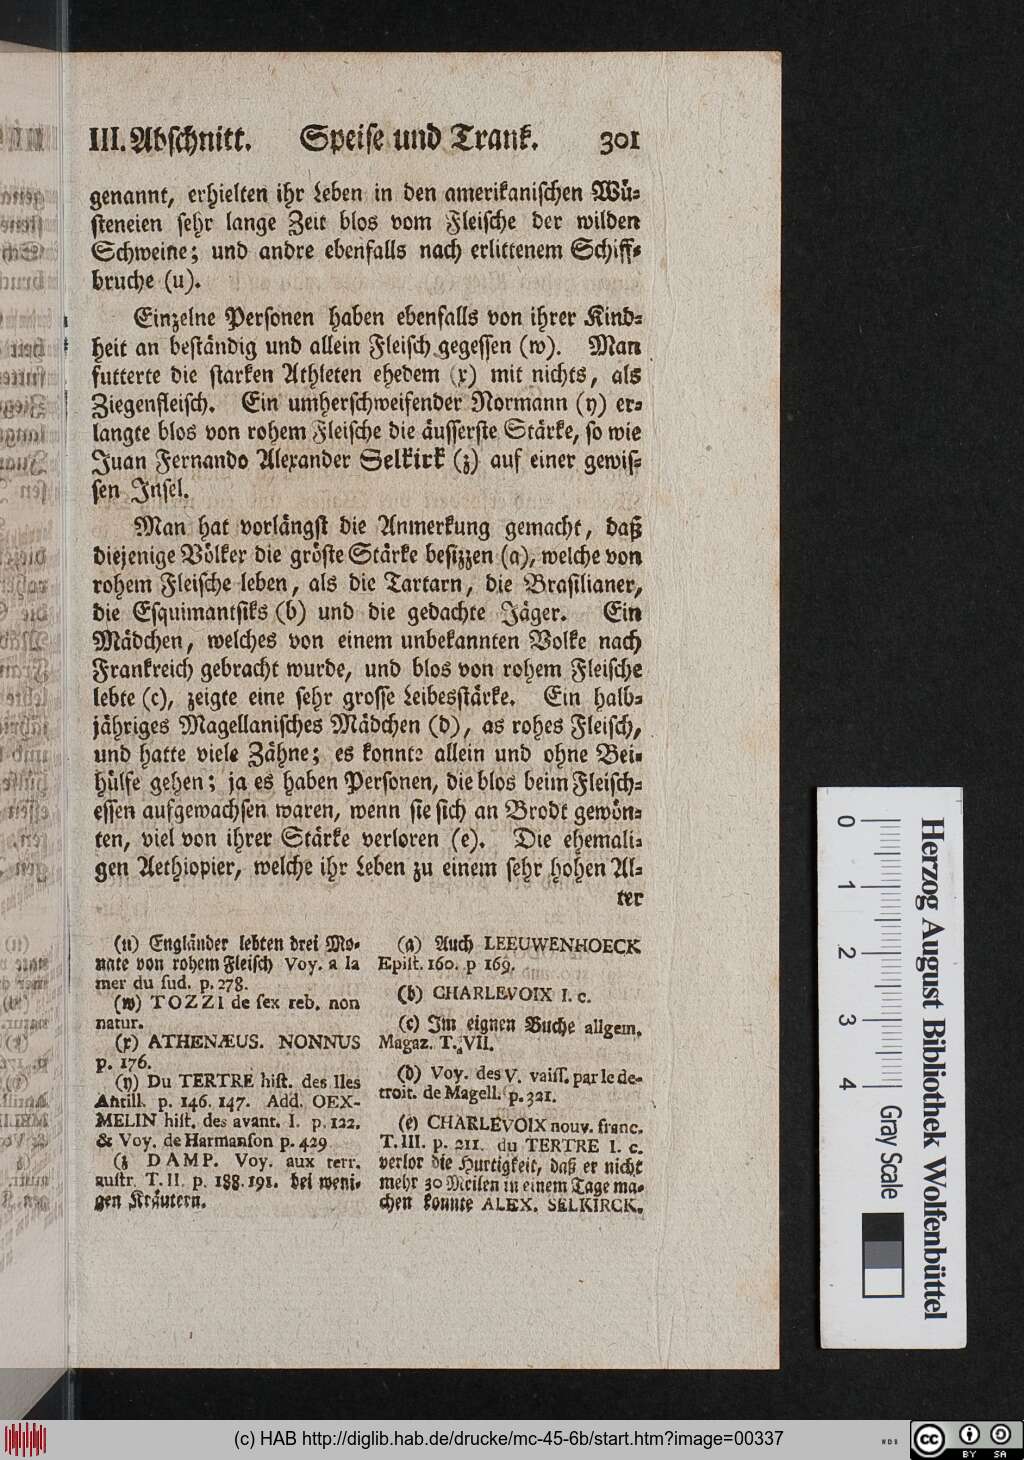 III. Abschnitt. Speise und Trank. 301
genannt, erhielten ihr Leben in den amerikanischen Wü-
steneien sehr lange Zeit blos vom Fleische der wilden
Schweine; und andre ebenfalls nach erlittenem Schiff-
bruche (u).
Einzelne Personen haben ebenfalls von ihrer Kind-
heit an beständig und allein Fleisch gegessen (w). Man
futterte die starken Athleten ehedem (x) mit nichts, als
Ziegenfleisch. Ein umherschweifender Normann (y) er-
langte blos von rohem Fleische die äusserste Stärke, so wie
Juan Fernando Alexander Selkirk (z) auf einer gewis-
sen Insel.
Man hat vorlängst die Anmerkung gemacht, daß
diejenige Völker die gröste Stärke besizzen (a), welche von
rohem Fleische leben, als die Tartarn, die Brasilianer,
die Esquimantsiks (b) und die gedachte Jäger. Ein
Mädchen, welches von einem unbekannten Volke nach
Frankreich gebracht wurde, und blos von rohem Fleische
lebte (c), zeigte eine sehr grosse Leibesstärke. Ein halb-
jähriges Magellanisches Mädchen (d), as rohes Fleisch,
und hatte viele Zähne; es konnte allein und ohne Bei-
hülfe gehen; ja es haben Personen, die blos beim Fleisch-
essen aufgewachsen waren, wenn sie sich an Brodt gewön-
ten, viel von ihrer Stärke verloren (e). Die ehemali-
gen Aethiopier, welche ihr Leben zu einem sehr hohen Al-
ter
(u) Engländer lebten drei Mo-
nate von rohem Fleisch Voy. a la
mer du sud. p. 278.
(w) TOZZI de sex reb. non
natur.
(x) ATHENÆUS. NONNUS
p. 176.
(y) Du TERTRE hist. des Iles
Antill. p. 146. 147. Add. OEX-
MELIN hist. des avant. I. p. 122.
& Voy. de Harmanson p. 429
(z DAMP. Voy. aux terr.
austr. T. II. p. 188. 191. bei weni-
gen Kräutern.
(a) Auch LEEUWENHOECK
Epist. 160. p 169.
(b) CHARLEVOIX l. c.
(c) Im eignen Buche allgem.
Magaz. T. VII.
(d) Voy. des V. vaiss. par le de-
troit. de Magell. p. 321.
(e) CHARLEVOIX nouv. franc.
T. III. p. 211. du TERTRE l. c.
verlor die Hurtigkeit, daß er nicht
mehr 30 Meilen in einem Tage ma-
chen konnte ALEX. SELKIRCK.
Herzog August Bibliothek Wolfenbüttel
0 1 2 3 4 Gray Scale
(c) HAB http://diglib.hab.de/drucke/mc-45-6b/start.htm?image=00337
cc BY SA